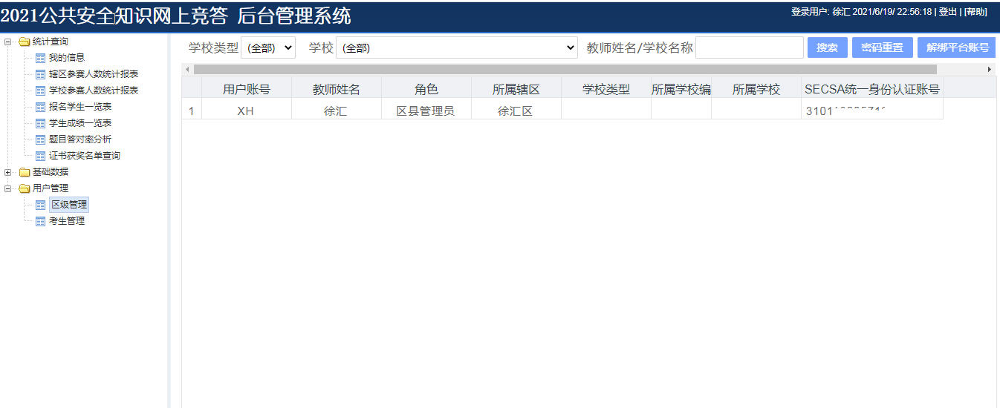 2021公共安全知识网上竞答 后台管理系统
登录用户: 徐汇 2021/6/19/ 22:56:18 | 登出 | [帮助]
统计查询
我的信息
辖区参赛人数统计报表
学校参赛人数统计报表
报名学生一览表
学生成绩一览表
题目答对率分析
证书获奖名单查询
基础数据
用户管理
区级管理
考生管理
学校类型 (全部) 学校 (全部) 教师姓名/学校名称 搜索 密码重置 解绑平台账号
用户账号 教师姓名 角色 所属辖区 学校类型 所属学校编 所属学校 SECSA统一身份认证账号
1 XH 徐汇 区县管理员 徐汇区